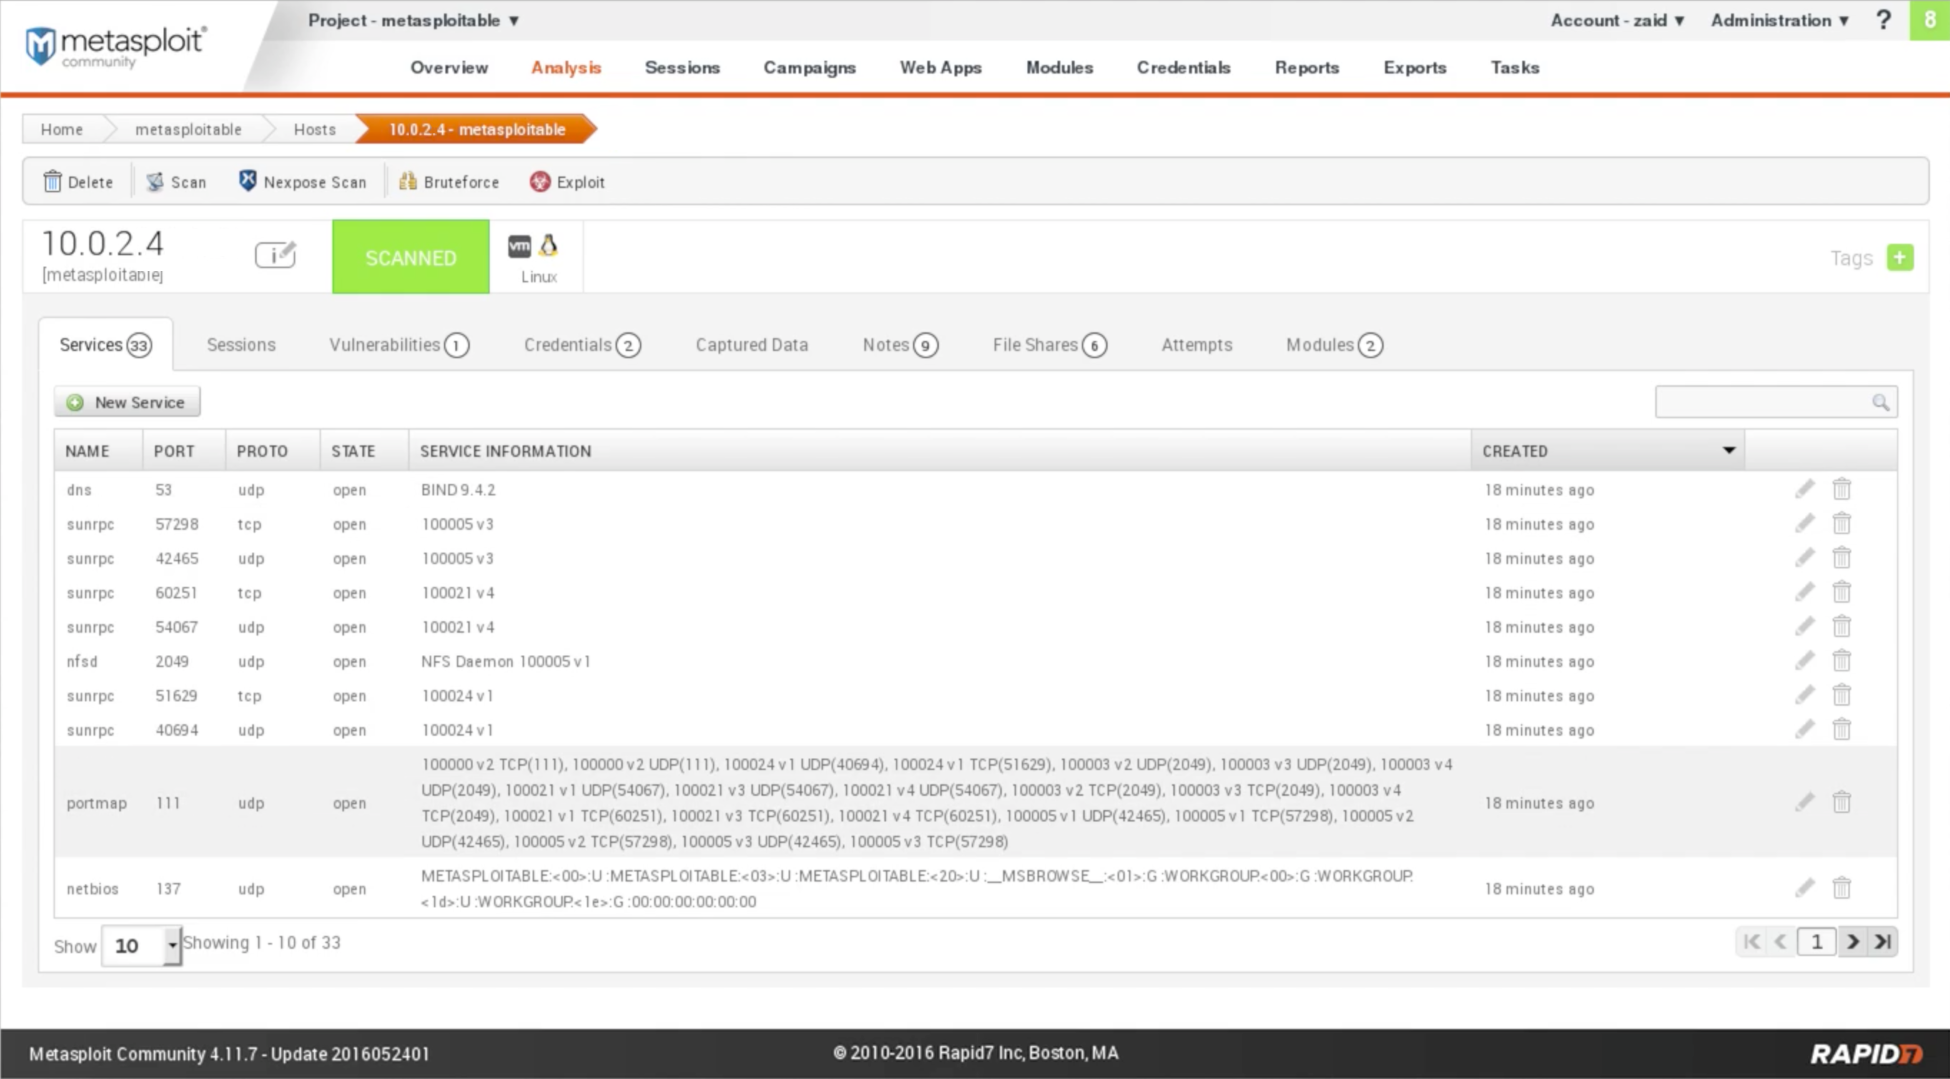 Project - metasploitable ▼ Account - zaid ▼ Administration ▼ ? 8
metasploit®
community
Overview Analysis Sessions Campaigns Web Apps Modules Credentials Reports Exports Tasks
Home metasploitable Hosts 10.0.2.4 - metasploitable
Delete Scan Nexpose Scan Bruteforce Exploit
10.0.2.4 SCANNED vm Tags +
[metasploitable] Linux
Services 33 Sessions Vulnerabilities 1 Credentials 2 Captured Data Notes 9 File Shares 6 Attempts Modules 2
New Service
NAME PORT PROTO STATE SERVICE INFORMATION CREATED
dns 53 udp open BIND 9.4.2 18 minutes ago
sunrpc 57298 tcp open 100005 v3 18 minutes ago
sunrpc 42465 udp open 100005 v3 18 minutes ago
sunrpc 60251 tcp open 100021 v4 18 minutes ago
sunrpc 54067 udp open 100021 v4 18 minutes ago
nfsd 2049 udp open NFS Daemon 100005 v1 18 minutes ago
sunrpc 51629 tcp open 100024 v1 18 minutes ago
sunrpc 40694 udp open 100024 v1 18 minutes ago
100000 v2 TCP(111), 100000 v2 UDP(111), 100024 v1 UDP(40694), 100024 v1 TCP(51629), 100003 v2 UDP(2049), 100003 v3 UDP(2049), 100003 v4
UDP(2049), 100021 v1 UDP(54067), 100021 v3 UDP(54067), 100021 v4 UDP(54067), 100003 v2 TCP(2049), 100003 v3 TCP(2049), 100003 v4
portmap 111 udp open 18 minutes ago
TCP(2049), 100021 v1 TCP(60251), 100021 v3 TCP(60251), 100021 v4 TCP(60251), 100005 v1 UDP(42465), 100005 v1 TCP(57298), 100005 v2
UDP(42465), 100005 v2 TCP(57298), 100005 v3 UDP(42465), 100005 v3 TCP(57298)
METASPLOITABLE:<00>:U :METASPLOITABLE:<03>:U :METASPLOITABLE:<20>:U :__MSBROWSE__:<01>:G :WORKGROUP:<00>:G :WORKGROUP:
netbios 137 udp open 18 minutes ago
<1d>:U :WORKGROUP:<1e>:G :00:00:00:00:00:00
Show 10 Showing 1 - 10 of 33 1
Metasploit Community 4.11.7 - Update 2016052401 © 2010-2016 Rapid7 Inc, Boston, MA RAPID7